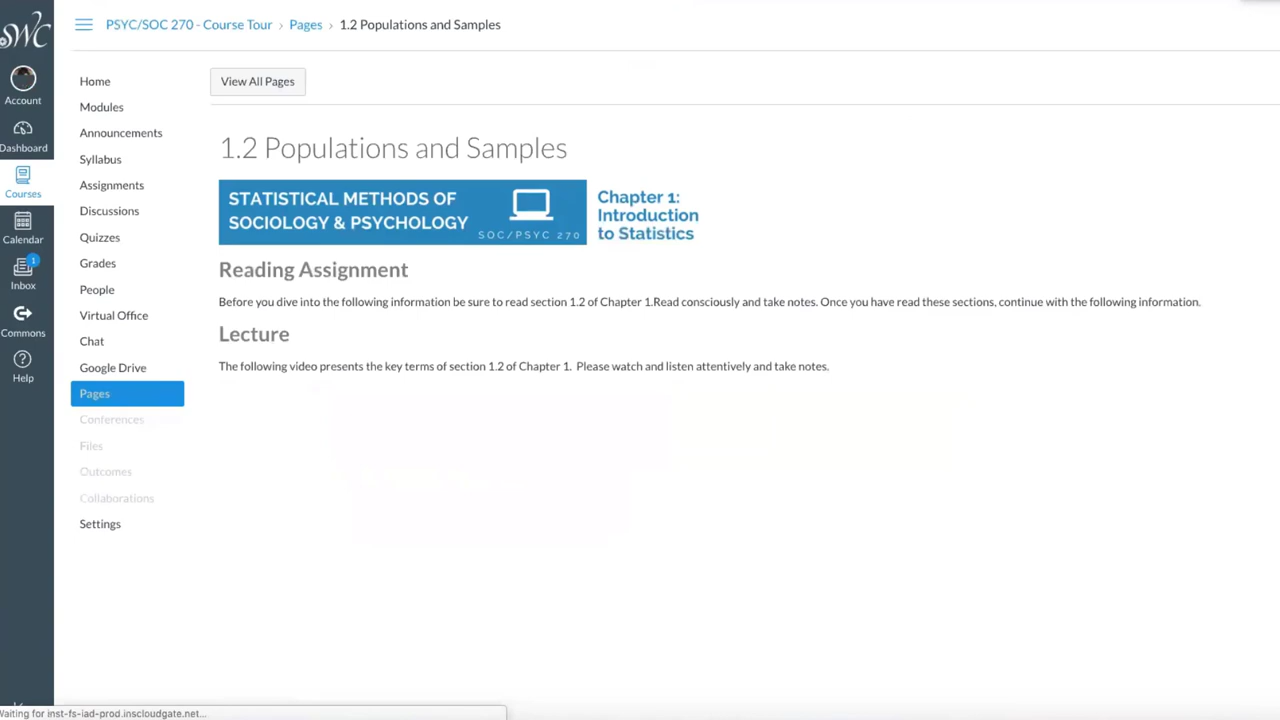 SWC
PSYC/SOC 270 - Course Tour › Pages › 1.2 Populations and Samples
Account
Dashboard
Courses
Calendar
1
Inbox
Commons
Help
Home
Modules
Announcements
Syllabus
Assignments
Discussions
Quizzes
Grades
People
Virtual Office
Chat
Google Drive
Pages
Conferences
Files
Outcomes
Collaborations
Settings
View All Pages
1.2 Populations and Samples
STATISTICAL METHODS OF
SOCIOLOGY & PSYCHOLOGY
SOC/PSYC 270
Chapter 1:
Introduction
to Statistics
Reading Assignment
Before you dive into the following information be sure to read section 1.2 of Chapter 1.Read consciously and take notes. Once you have read these sections, continue with the following information.
Lecture
The following video presents the key terms of section 1.2 of Chapter 1. Please watch and listen attentively and take notes.
Waiting for inst-fs-iad-prod.inscloudgate.net...